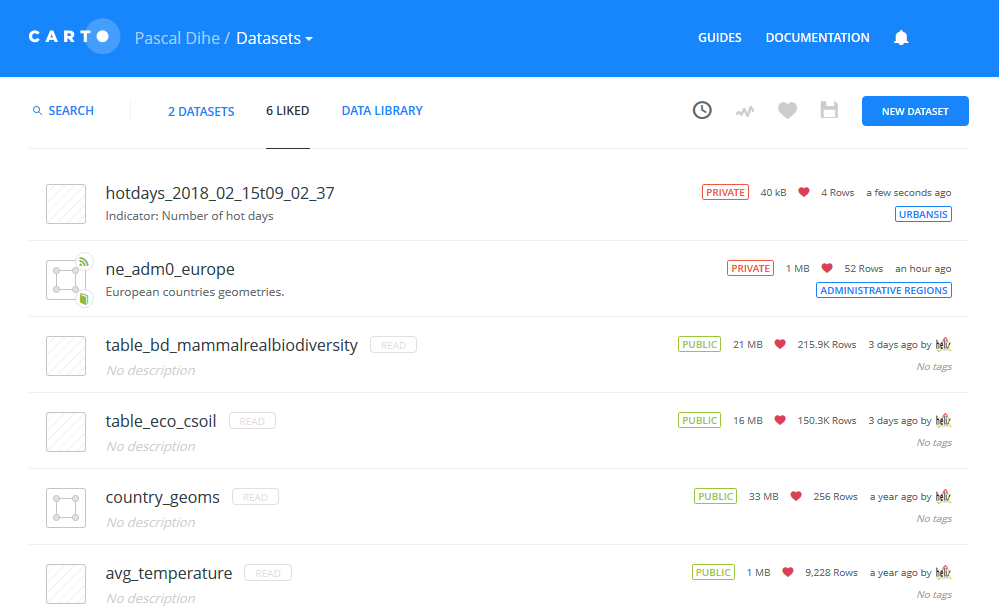 CARTO Pascal Dihe / Datasets GUIDES DOCUMENTATION
SEARCH 2 DATASETS 6 LIKED DATA LIBRARY NEW DATASET
hotdays_2018_02_15t09_02_37 PRIVATE 40 kB 4 Rows a few seconds ago
Indicator: Number of hot days URBANSIS
ne_adm0_europe PRIVATE 1 MB 52 Rows an hour ago
European countries geometries. ADMINISTRATIVE REGIONS
table_bd_mammalrealbiodiversity READ PUBLIC 21 MB 215.9K Rows 3 days ago by
No description No tags
table_eco_csoil READ PUBLIC 16 MB 150.3K Rows 3 days ago by
No description No tags
country_geoms READ PUBLIC 33 MB 256 Rows a year ago by
No description No tags
avg_temperature READ PUBLIC 1 MB 9,228 Rows a year ago by
No description No tags